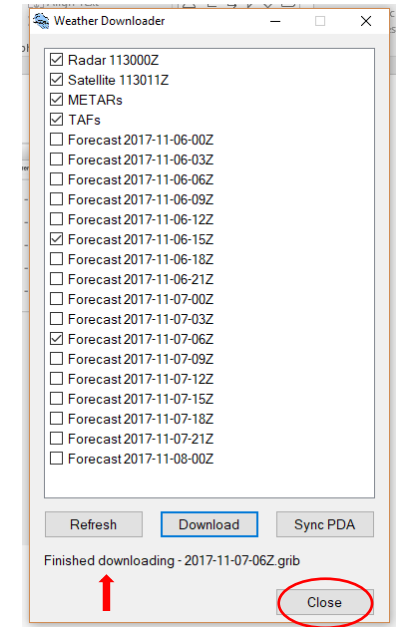 Weather Downloader
Radar 113000Z
Satellite 113011Z
METARs
TAFs
Forecast 2017-11-06-00Z
Forecast 2017-11-06-03Z
Forecast 2017-11-06-06Z
Forecast 2017-11-06-09Z
Forecast 2017-11-06-12Z
Forecast 2017-11-06-15Z
Forecast 2017-11-06-18Z
Forecast 2017-11-06-21Z
Forecast 2017-11-07-00Z
Forecast 2017-11-07-03Z
Forecast 2017-11-07-06Z
Forecast 2017-11-07-09Z
Forecast 2017-11-07-12Z
Forecast 2017-11-07-15Z
Forecast 2017-11-07-18Z
Forecast 2017-11-07-21Z
Forecast 2017-11-08-00Z
Refresh Download Sync PDA
Finished downloading - 2017-11-07-06Z.grib
Close